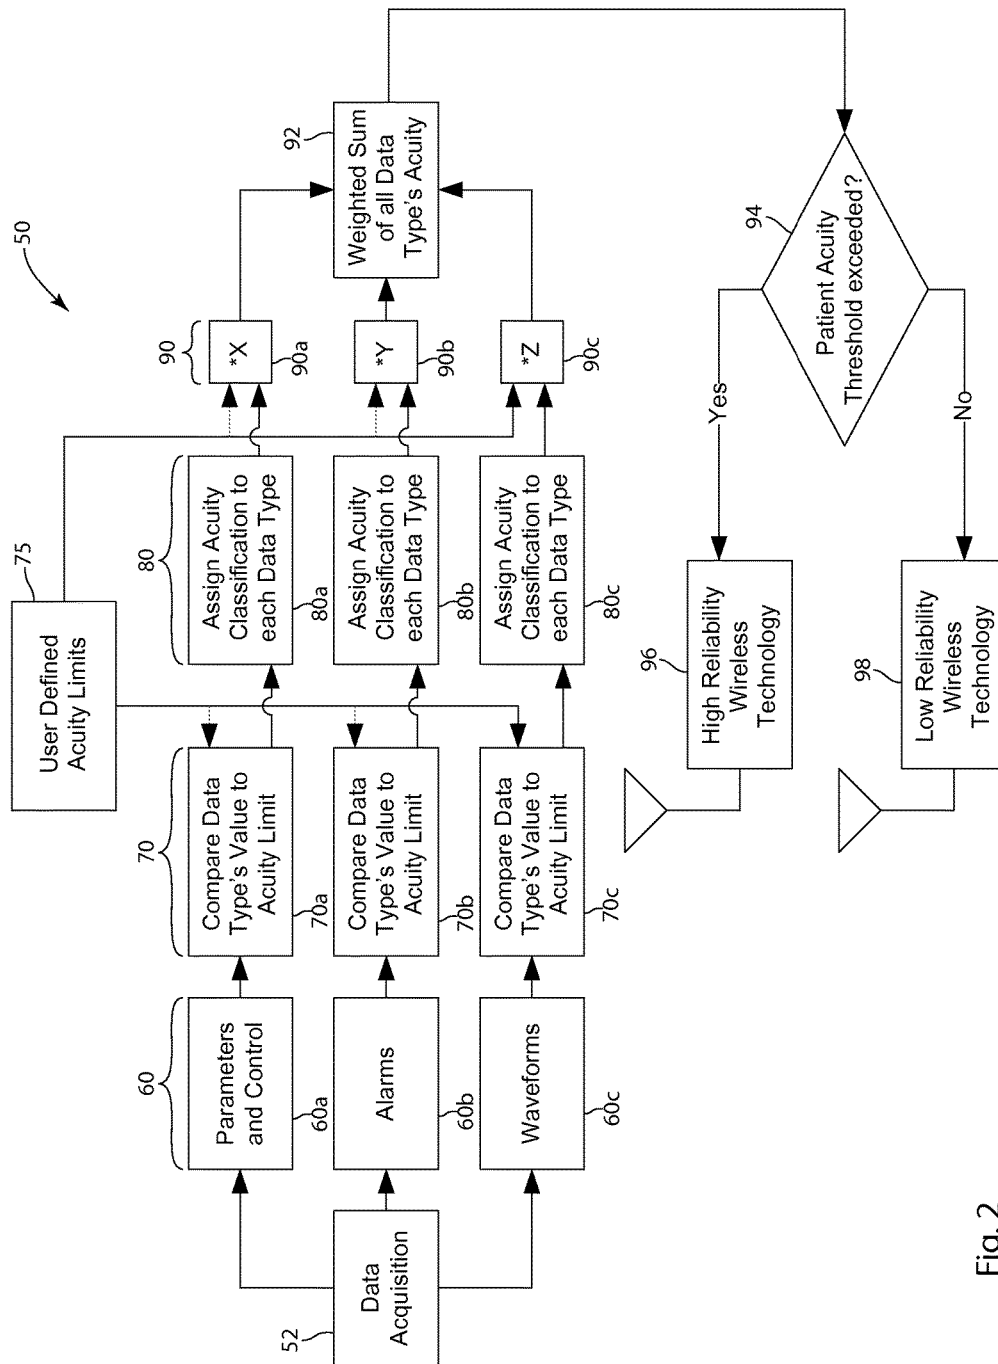 50
75
User Defined
Acuity Limits
60
70
80
90
Parameters
and Control
60a
Compare Data
Type's Value to
Acuity Limit
70a
Assign Acuity
Classification to
each Data Type
80a
*X
90a
52
Data
Acquisition
Alarms
60b
Compare Data
Type's Value to
Acuity Limit
70b
Assign Acuity
Classification to
each Data Type
80b
*Y
90b
92
Weighted Sum
of all Data
Type's Acuity
Waveforms
60c
Compare Data
Type's Value to
Acuity Limit
70c
Assign Acuity
Classification to
each Data Type
80c
*Z
90c
94
Patient Acuity
Threshold exceeded?
Yes
No
96
High Reliability
Wireless
Technology
98
Low Reliability
Wireless
Technology
Fig. 2